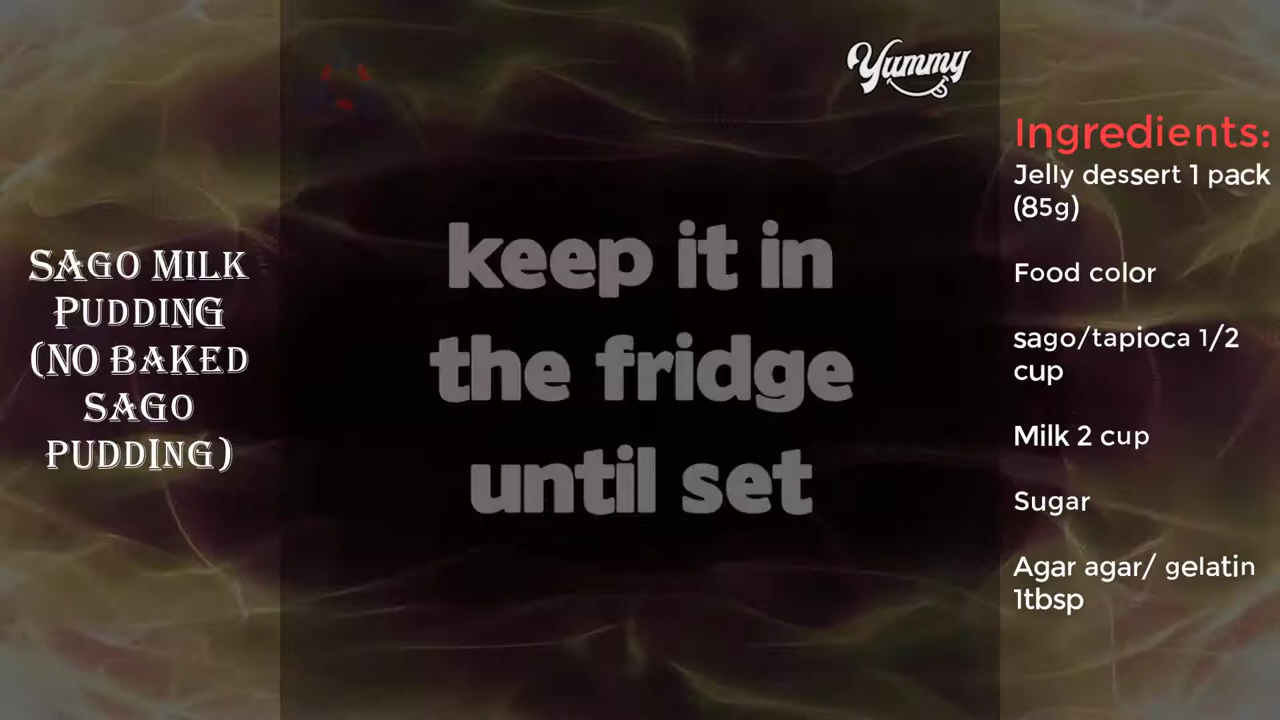 SAGO MILK
PUDDING
(NO BAKED
SAGO
PUDDING)
keep it in
the fridge
until set
Yummy
Ingredients:
Jelly dessert 1 pack
(85g)
Food color
sago/tapioca 1/2
cup
Milk 2 cup
Sugar
Agar agar/ gelatin
1tbsp